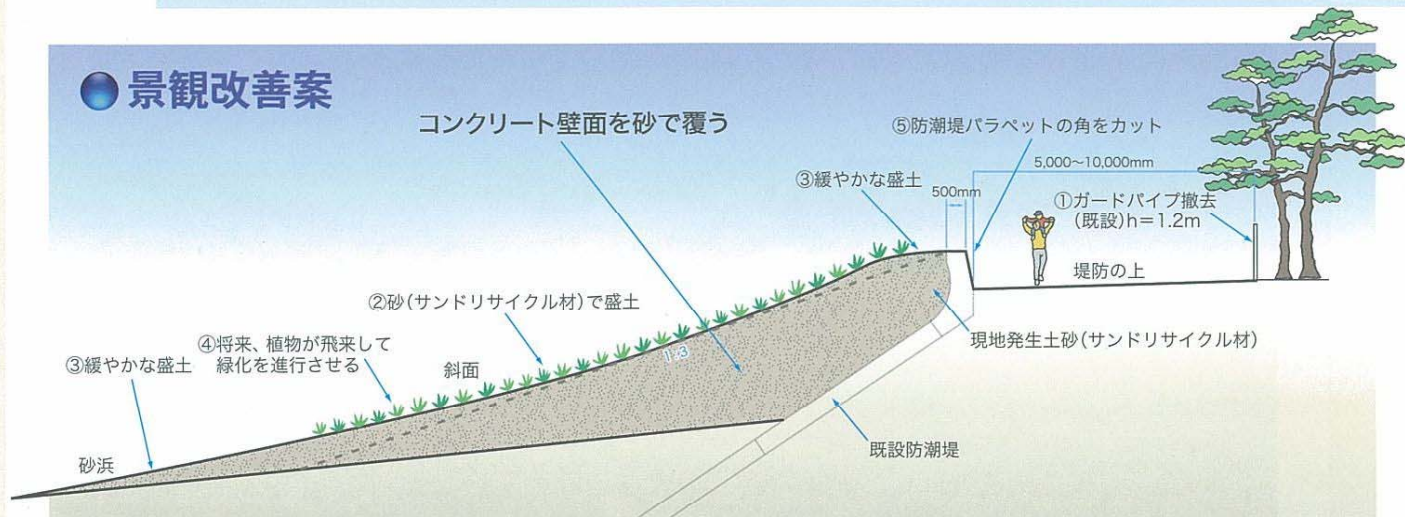 景観改善案
コンクリート壁面を砂で覆う
⑤防潮堤パラペットの角をカット
5,000〜10,000mm
③緩やかな盛土
500mm
①ガードパイプ撤去
(既設)h=1.2m
堤防の上
②砂(サンドリサイクル材)で盛土
現地発生土砂(サンドリサイクル材)
④将来、植物が飛来して
緑化を進行させる
1:3
③緩やかな盛土
斜面
既設防潮堤
砂浜